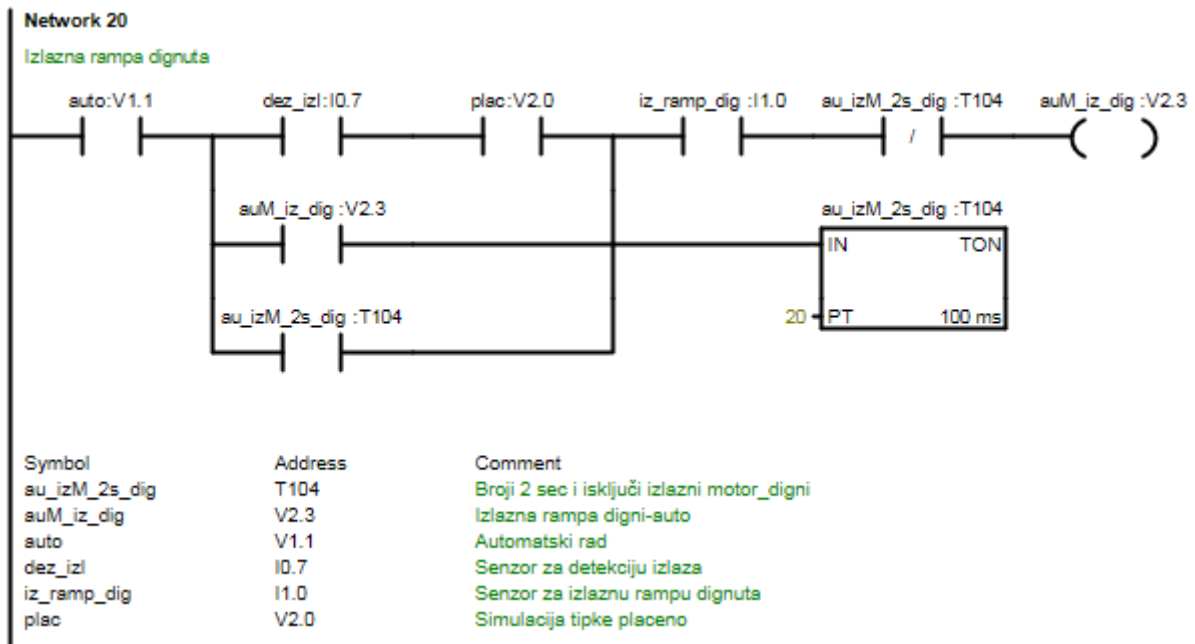 Network 20
Izlazna rampa dignuta
auto:V1.1 dez_izl:I0.7 plac:V2.0 iz_ramp_dig :I1.0 au_izM_2s_dig :T104 auM_iz_dig :V2.3
/
auM_iz_dig :V2.3 au_izM_2s_dig :T104
IN TON
au_izM_2s_dig :T104
20 PT 100 ms
Symbol Address Comment
au_izM_2s_dig T104 Broji 2 sec i isključi izlazni motor_digni
auM_iz_dig V2.3 Izlazna rampa digni-auto
auto V1.1 Automatski rad
dez_izl I0.7 Senzor za detekciju izlaza
iz_ramp_dig I1.0 Senzor za izlaznu rampu dignuta
plac V2.0 Simulacija tipke placeno